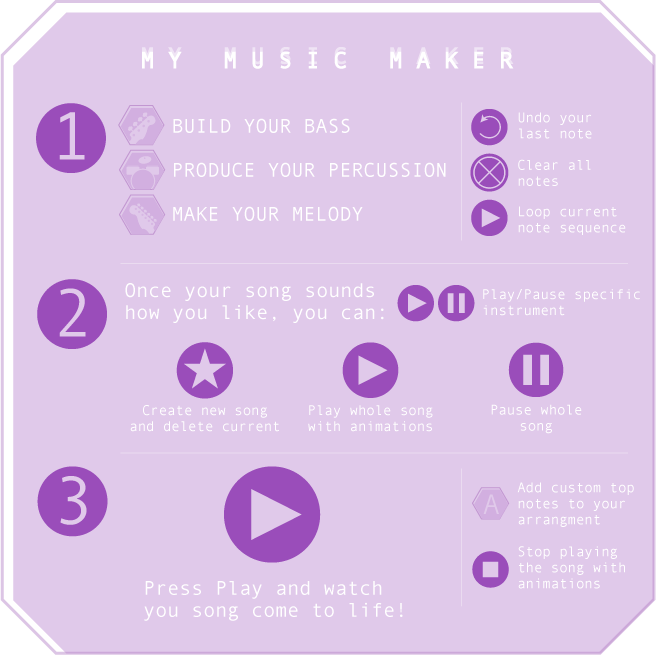 MY MUSIC MAKER
1
BUILD YOUR BASS
PRODUCE YOUR PERCUSSION
MAKE YOUR MELODY
Undo your
last note
Clear all
notes
Loop current
note sequence
2
Once your song sounds
how you like, you can:
Play/Pause specific
instrument
Create new song
and delete current
Play whole song
with animations
Pause whole
song
3
Press Play and watch
you song come to life!
A
Add custom top
notes to your
arrangment
Stop playing
the song with
animations